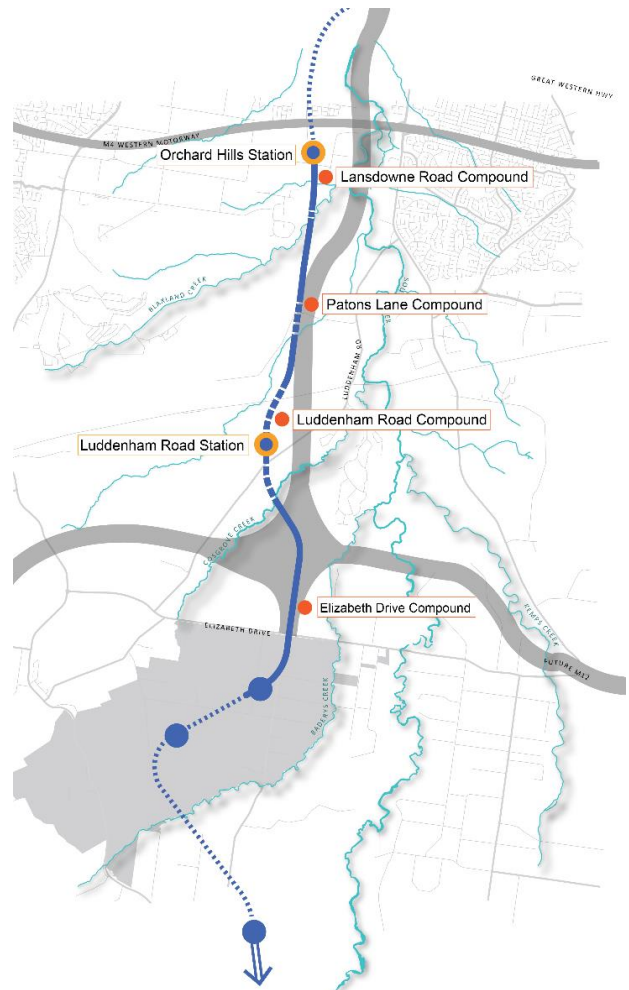 GREAT WESTERN HWY
M4 WESTERN MOTORWAY
Orchard Hills Station
Lansdowne Road Compound
BLAXLAND CREEK
Patons Lane Compound
LUDDENHAM RD
Luddenham Road Compound
Luddenham Road Station
COSGROVE CREEK
Elizabeth Drive Compound
KEMPS CREEK
ELIZABETH DRIVE
FUTURE M12
BADERYS CREEK